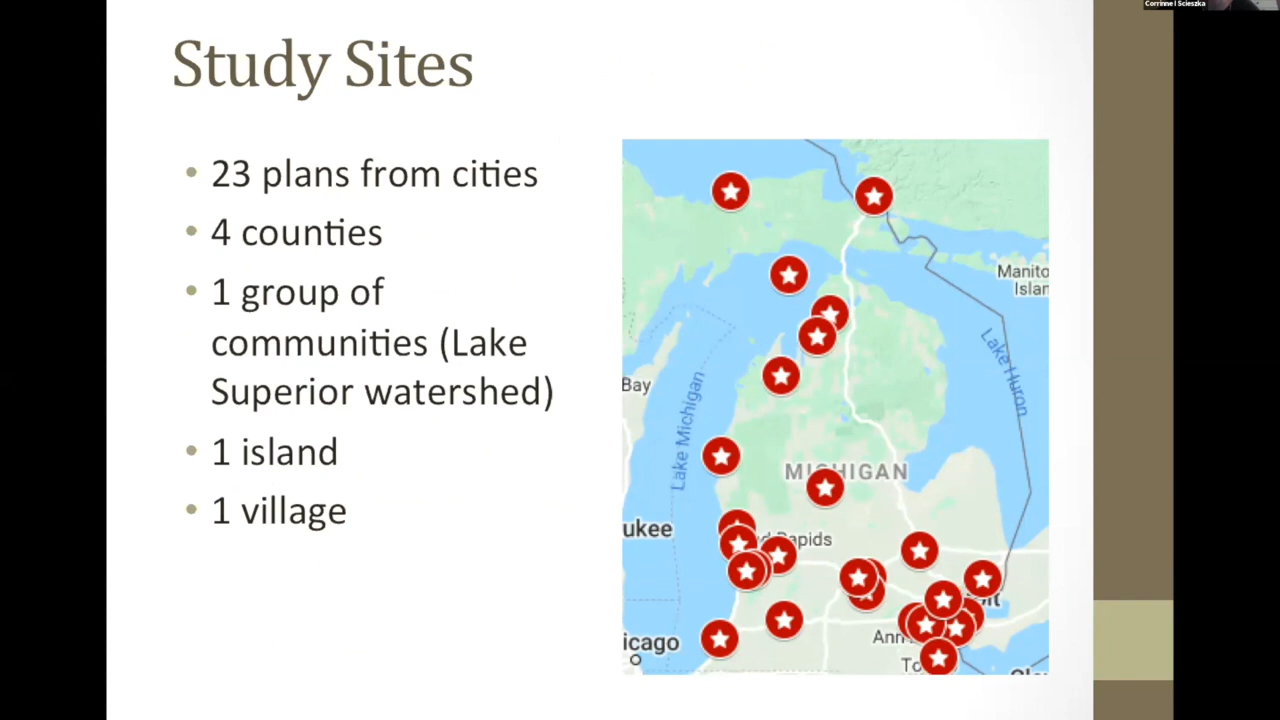 Corrinne I Scieszka
Study Sites
23 plans from cities
4 counties
1 group of
communities (Lake
Superior watershed)
1 island
1 village
Manito
Islan
Lake Huron
Bay
Lake Michigan
MICHIGAN
ukee
d Rapids
it
icago
Ann
To